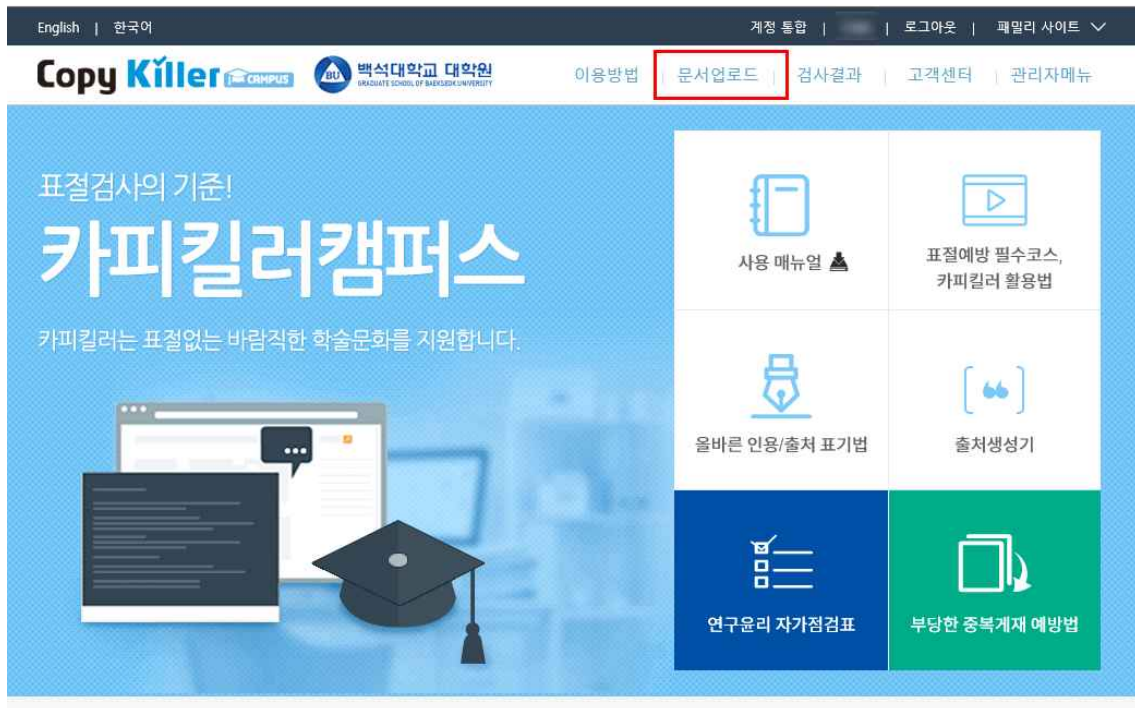 English | 한국어
계정 통합 | | 로그아웃 | 패밀리 사이트
Copy Killer CAMPUS
BU 백석대학교 대학원
GRADUATE SCHOOL OF BAEKSEOK UNIVERSITY
이용방법 | 문서업로드 | 검사결과 | 고객센터 | 관리자메뉴
표절검사의 기준!
카피킬러캠퍼스
카피킬러는 표절없는 바람직한 학술문화를 지원합니다.
사용 매뉴얼
표절예방 필수코스,
카피킬러 활용법
올바른 인용/출처 표기법
출처생성기
연구윤리 자가점검표
부당한 중복게재 예방법